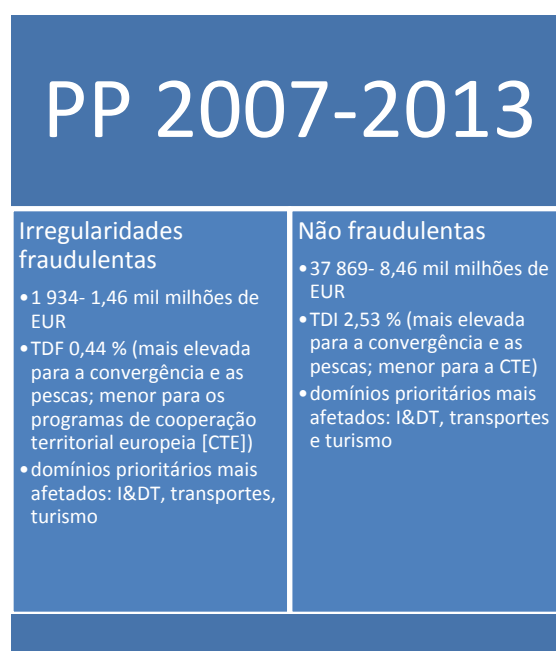 PP 2007-2013
Irregularidades
fraudulentas
•1 934- 1,46 mil milhões de
EUR
•TDF 0,44 % (mais elevada
para a convergência e as
pescas; menor para os
programas de cooperação
territorial europeia [CTE])
•domínios prioritários mais
afetados: I&DT, transportes,
turismo
Não fraudulentas
•37 869- 8,46 mil milhões de
EUR
•TDI 2,53 % (mais elevada
para a convergência e as
pescas; menor para a CTE)
•domínios prioritários mais
afetados: I&DT, transportes
e turismo